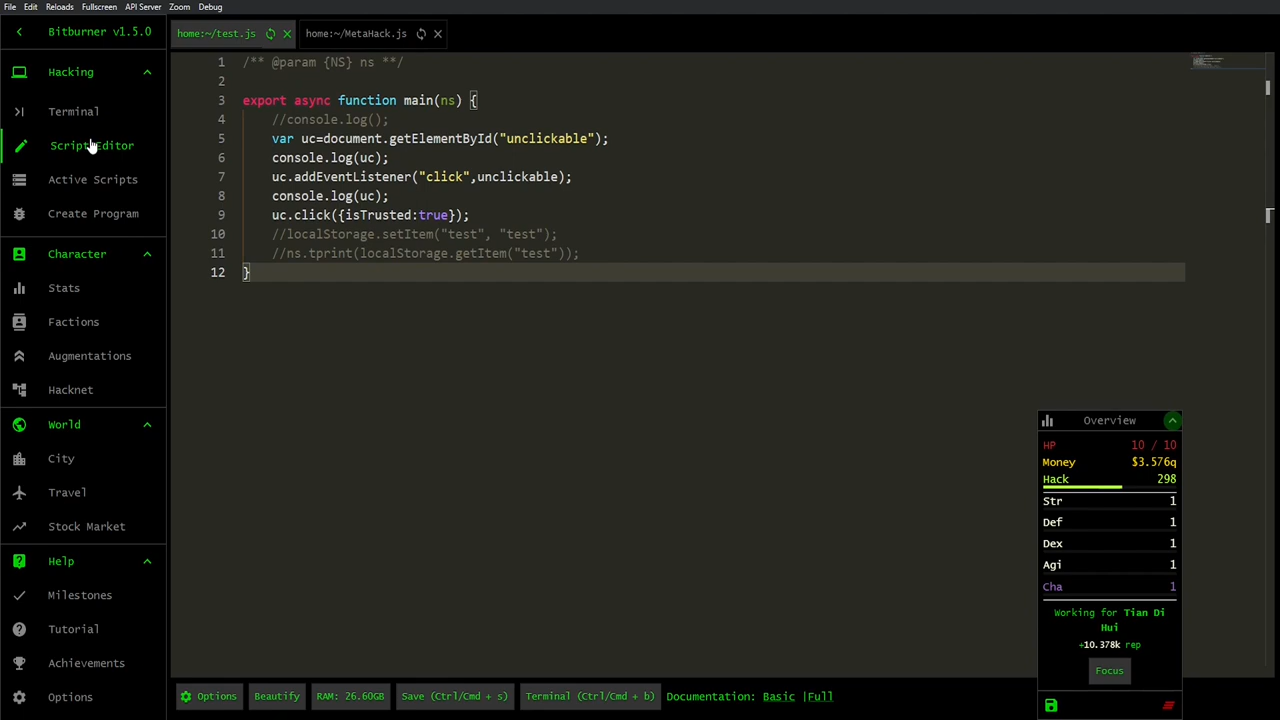 File Edit Reloads Fullscreen API Server Zoom Debug
Bitburner v1.5.0
Hacking
Terminal
Script Editor
Active Scripts
Create Program
Character
Stats
Factions
Augmentations
Hacknet
World
City
Travel
Stock Market
Help
Milestones
Tutorial
Achievements
Options
home:~/test.js
home:~/MetaHack.js
1 /** @param {NS} ns **/
2
3 export async function main(ns) {
4 //console.log();
5 var uc=document.getElementById("unclickable");
6 console.log(uc);
7 uc.addEventListener("click",unclickable);
8 console.log(uc);
9 uc.click({isTrusted:true});
10 //localStorage.setItem("test", "test");
11 //ns.tprint(localStorage.getItem("test"));
12 }
Overview
HP 10 / 10
Money $3.576q
Hack 298
Str 1
Def 1
Dex 1
Agi 1
Cha 1
Working for Tian Di
Hui
+10.378k rep
Focus
Options Beautify RAM: 26.60GB Save (Ctrl/Cmd + s) Terminal (Ctrl/Cmd + b) Documentation: Basic |Full